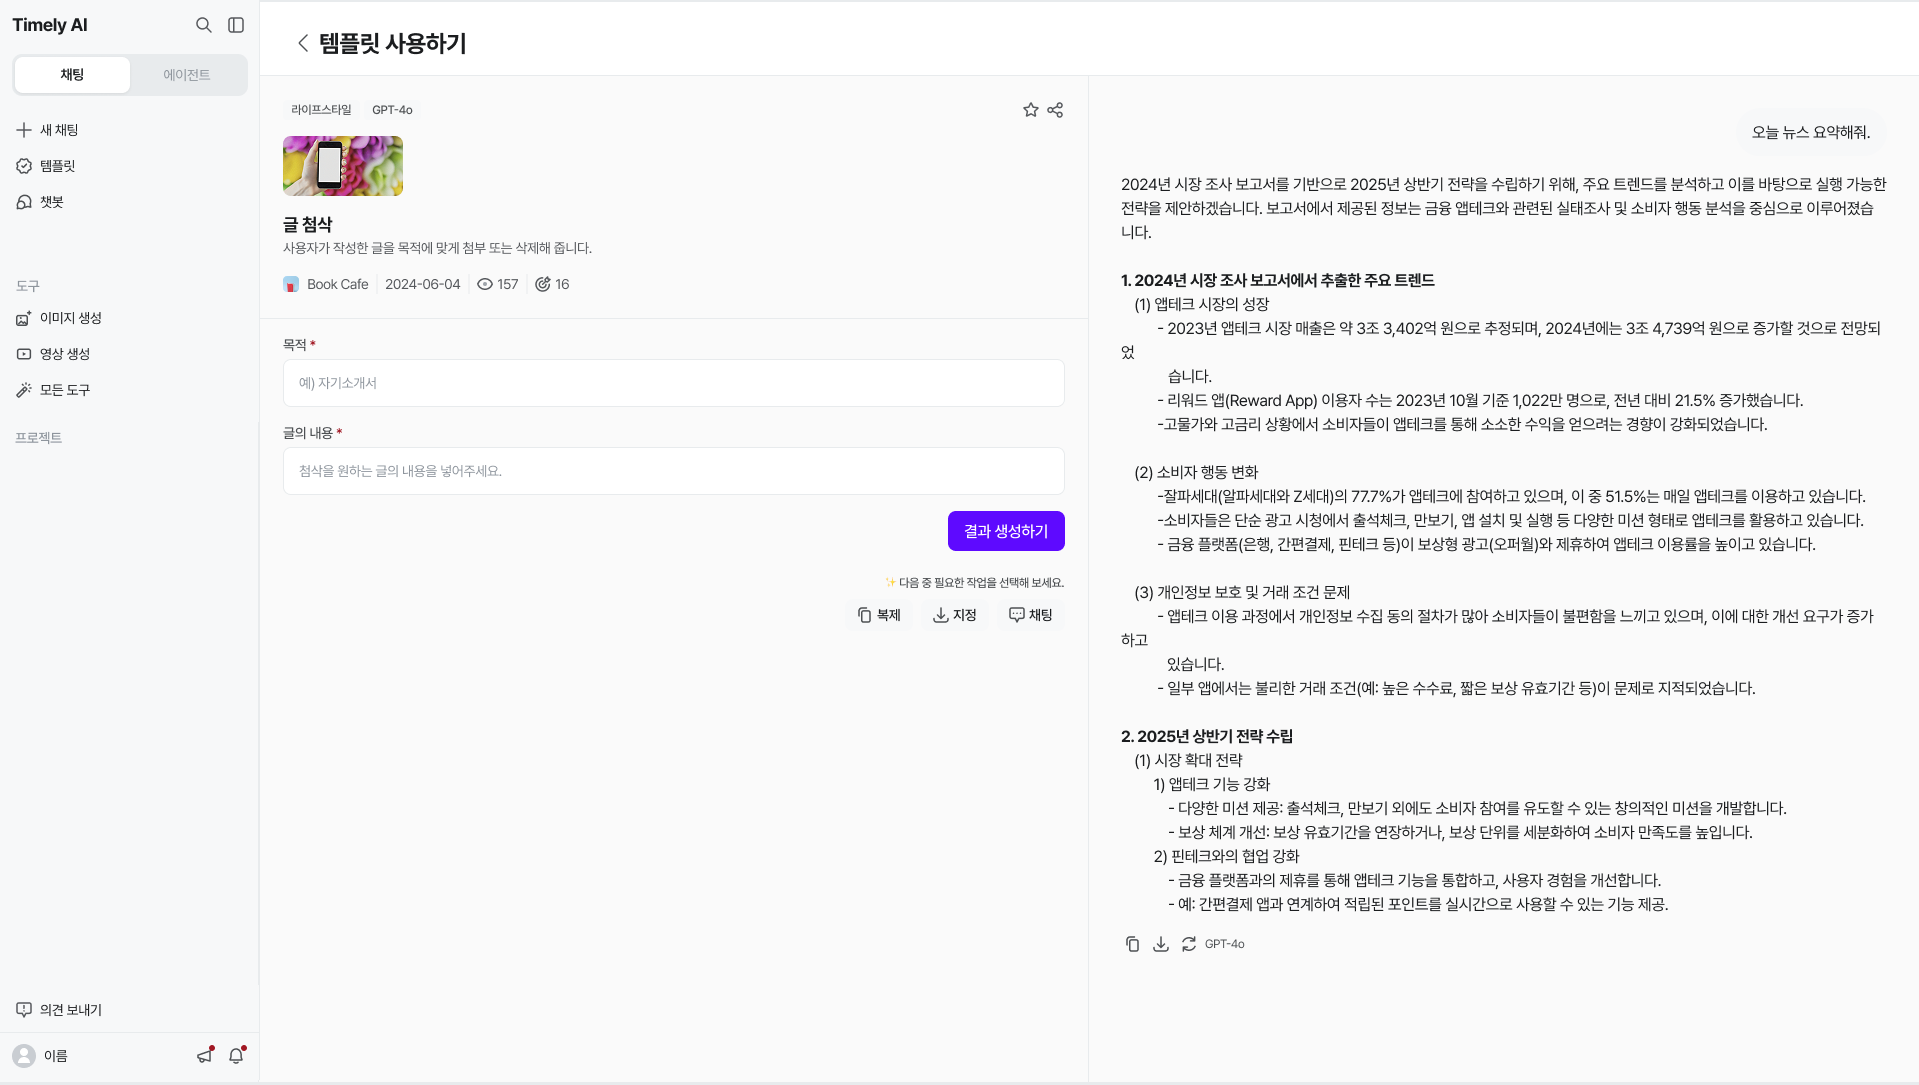 Timely AI
채팅
에이전트
새 채팅
템플릿
챗봇
도구
이미지 생성
영상 생성
모든 도구
프로젝트
의견 보내기
이름
템플릿 사용하기
라이프스타일
GPT-4o
글 첨삭
사용자가 작성한 글을 목적에 맞게 첨부 또는 삭제해 줍니다.
Book Cafe
2024-06-04
157
16
목적 *
예) 자기소개서
글의 내용 *
첨삭을 원하는 글의 내용을 넣어주세요.
결과 생성하기
✨ 다음 중 필요한 작업을 선택해 보세요.
복제
지정
채팅
오늘 뉴스 요약해줘.
2024년 시장 조사 보고서를 기반으로 2025년 상반기 전략을 수립하기 위해, 주요 트렌드를 분석하고 이를 바탕으로 실행 가능한
전략을 제안하겠습니다. 보고서에서 제공된 정보는 금융 앱테크와 관련된 실태조사 및 소비자 행동 분석을 중심으로 이루어졌습
니다.
1. 2024년 시장 조사 보고서에서 추출한 주요 트렌드
(1) 앱테크 시장의 성장
- 2023년 앱테크 시장 매출은 약 3조 3,402억 원으로 추정되며, 2024년에는 3조 4,739억 원으로 증가할 것으로 전망되
었
습니다.
- 리워드 앱(Reward App) 이용자 수는 2023년 10월 기준 1,022만 명으로, 전년 대비 21.5% 증가했습니다.
-고물가와 고금리 상황에서 소비자들이 앱테크를 통해 소소한 수익을 얻으려는 경향이 강화되었습니다.
(2) 소비자 행동 변화
-잘파세대(알파세대와 Z세대)의 77.7%가 앱테크에 참여하고 있으며, 이 중 51.5%는 매일 앱테크를 이용하고 있습니다.
-소비자들은 단순 광고 시청에서 출석체크, 만보기, 앱 설치 및 실행 등 다양한 미션 형태로 앱테크를 활용하고 있습니다.
- 금융 플랫폼(은행, 간편결제, 핀테크 등)이 보상형 광고(오퍼월)와 제휴하여 앱테크 이용률을 높이고 있습니다.
(3) 개인정보 보호 및 거래 조건 문제
- 앱테크 이용 과정에서 개인정보 수집 동의 절차가 많아 소비자들이 불편함을 느끼고 있으며, 이에 대한 개선 요구가 증가
하고
있습니다.
- 일부 앱에서는 불리한 거래 조건(예: 높은 수수료, 짧은 보상 유효기간 등)이 문제로 지적되었습니다.
2. 2025년 상반기 전략 수립
(1) 시장 확대 전략
1) 앱테크 기능 강화
- 다양한 미션 제공: 출석체크, 만보기 외에도 소비자 참여를 유도할 수 있는 창의적인 미션을 개발합니다.
- 보상 체계 개선: 보상 유효기간을 연장하거나, 보상 단위를 세분화하여 소비자 만족도를 높입니다.
2) 핀테크와의 협업 강화
- 금융 플랫폼과의 제휴를 통해 앱테크 기능을 통합하고, 사용자 경험을 개선합니다.
- 예: 간편결제 앱과 연계하여 적립된 포인트를 실시간으로 사용할 수 있는 기능 제공.
GPT-4o